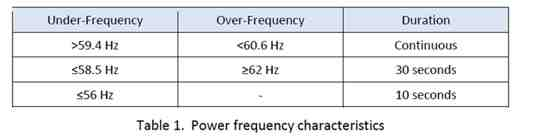 Under-Frequency Over-Frequency Duration
>59.4 Hz <60.6 Hz Continuous
≤58.5 Hz ≥62 Hz 30 seconds
≤56 Hz - 10 seconds
Table 1. Power frequency characteristics